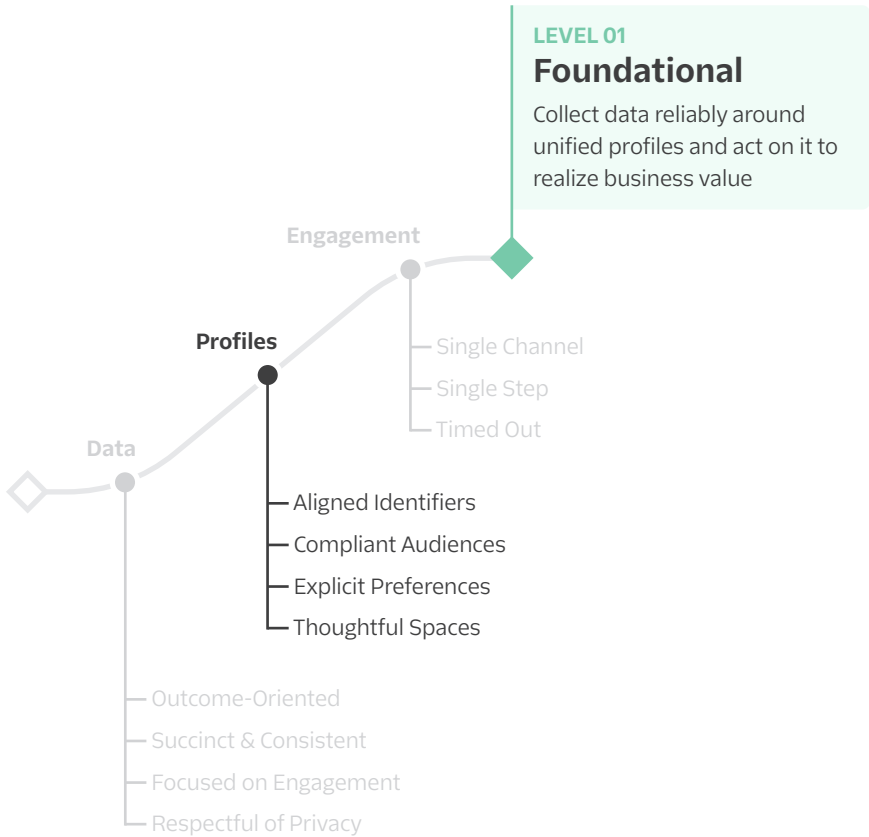 LEVEL 01
Foundational
Collect data reliably around
unified profiles and act on it to
realize business value
Engagement
Single Channel
Single Step
Timed Out
Profiles
Aligned Identifiers
Compliant Audiences
Explicit Preferences
Thoughtful Spaces
Data
Outcome-Oriented
Succinct & Consistent
Focused on Engagement
Respectful of Privacy